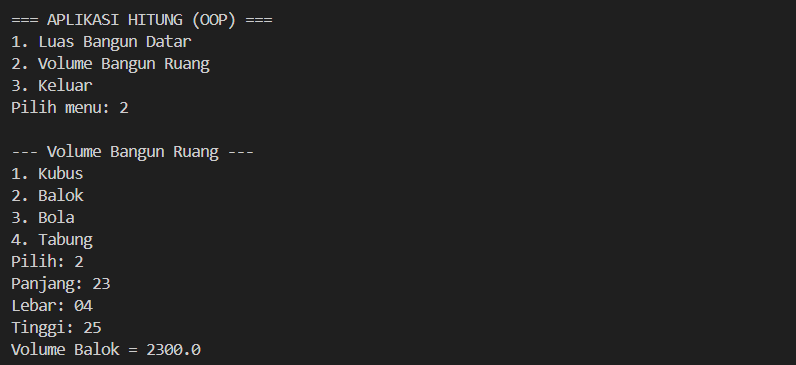 === APLIKASI HITUNG (OOP) ===
1. Luas Bangun Datar
2. Volume Bangun Ruang
3. Keluar
Pilih menu: 2
--- Volume Bangun Ruang ---
1. Kubus
2. Balok
3. Bola
4. Tabung
Pilih: 2
Panjang: 23
Lebar: 04
Tinggi: 25
Volume Balok = 2300.0